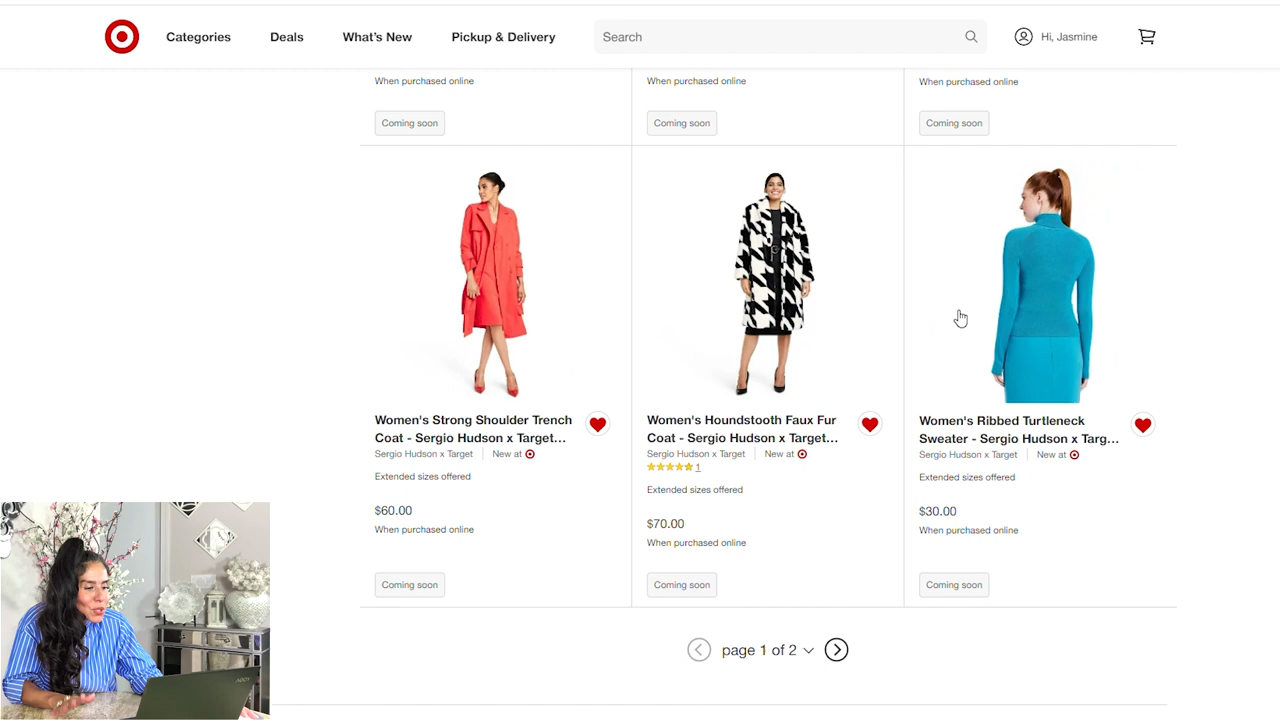 Categories
Deals
What's New
Pickup & Delivery
Search
Hi, Jasmine
When purchased online
When purchased online
When purchased online
Coming soon
Coming soon
Coming soon
Women's Strong Shoulder Trench
Coat - Sergio Hudson x Target...
Sergio Hudson x Target
New at
Extended sizes offered
$60.00
When purchased online
Coming soon
Women's Houndstooth Faux Fur
Coat - Sergio Hudson x Target...
Sergio Hudson x Target
New at
1
Extended sizes offered
$70.00
When purchased online
Coming soon
Women's Ribbed Turtleneck
Sweater - Sergio Hudson x Targ...
Sergio Hudson x Target
New at
Extended sizes offered
$30.00
When purchased online
Coming soon
page 1 of 2